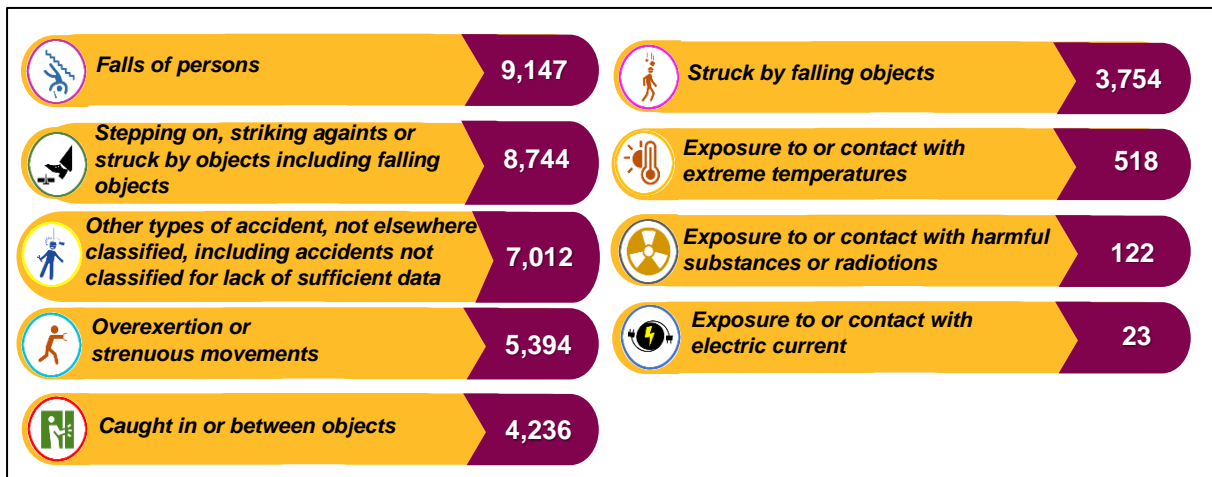 Falls of persons
9,147
Stepping on, striking againts or
struck by objects including falling
objects
8,744
Other types of accident, not elsewhere
classified, including accidents not
classified for lack of sufficient data
7,012
Overexertion or
strenuous movements
5,394
Caught in or between objects
4,236
Struck by falling objects
3,754
Exposure to or contact with
extreme temperatures
518
Exposure to or contact with harmful
substances or radiotions
122
Exposure to or contact with
electric current
23